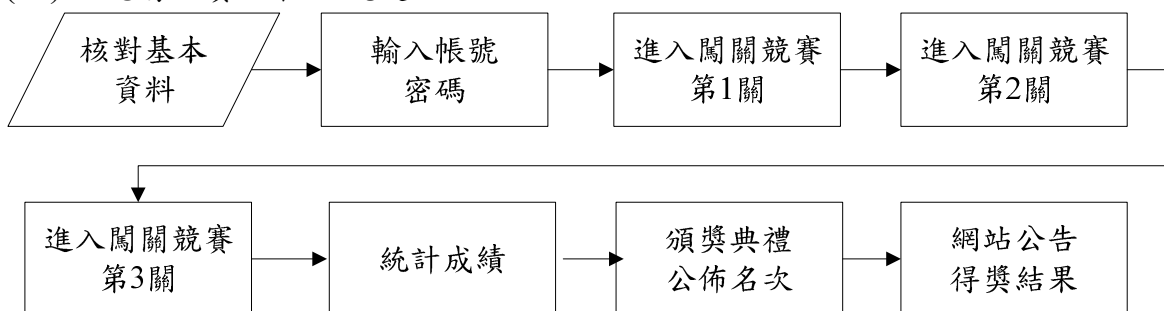 核對基本
資料
輸入帳號
密碼
進入闖關競賽
第1關
進入闖關競賽
第2關
進入闖關競賽
第3關
統計成績
頒獎典禮
公佈名次
網站公告
得獎結果